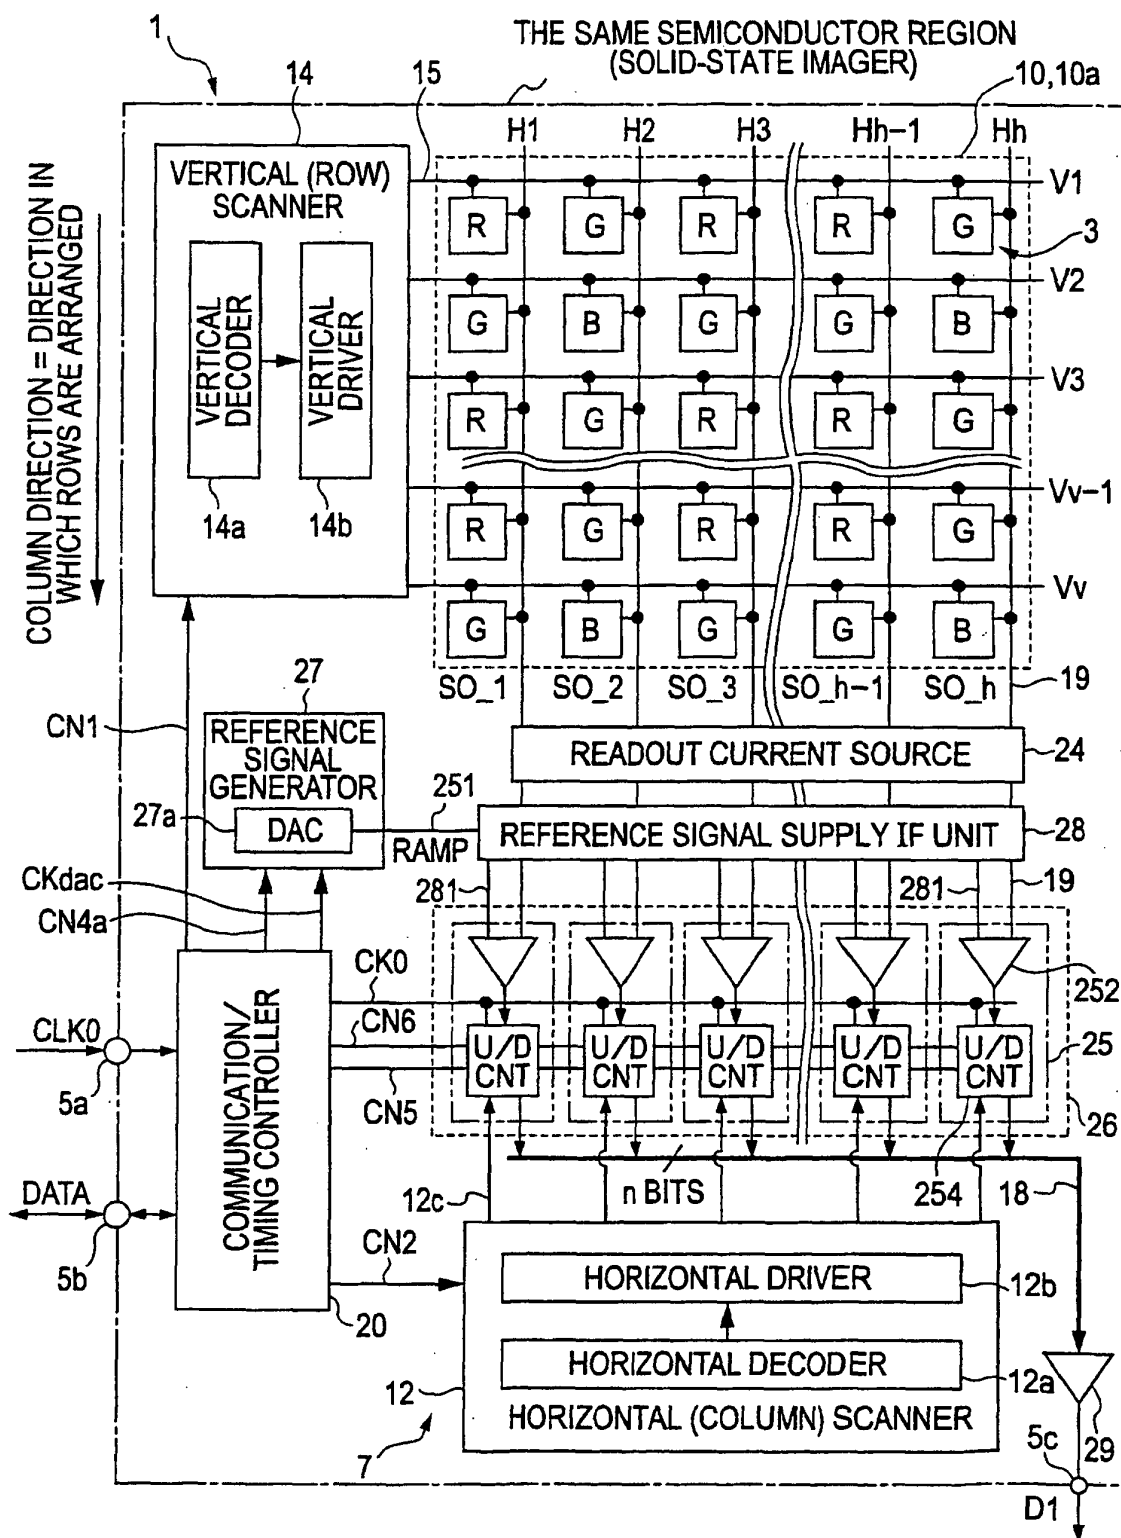 THE SAME SEMICONDUCTOR REGION
(SOLID-STATE IMAGER)
1
14
15
10,10a
H1 H2 H3 Hh-1 Hh
VERTICAL (ROW)
SCANNER
VERTICAL
DECODER
VERTICAL
DRIVER
14a
14b
COLUMN DIRECTION = DIRECTION IN
WHICH ROWS ARE ARRANGED
V1
R G R R G
3
V2
G B G G B
V3
R G R R G
Vv-1
R G R R G
Vv
G B G G B
SO_1 SO_2 SO_3 SO_h-1 SO_h
19
CN1
27
REFERENCE
SIGNAL
GENERATOR
27a
DAC
251
RAMP
READOUT CURRENT SOURCE
24
REFERENCE SIGNAL SUPPLY IF UNIT
28
CKdac
CN4a
281
281
19
252
CK0
CN6
CN5
U/D
CNT
U/D
CNT
U/D
CNT
U/D
CNT
U/D
CNT
25
26
CLK0
5a
DATA
5b
COMMUNICATION/
TIMING CONTROLLER
20
12c
n BITS
254
18
CN2
HORIZONTAL DRIVER
12b
HORIZONTAL DECODER
12a
HORIZONTAL (COLUMN) SCANNER
12
7
29
5c
D1